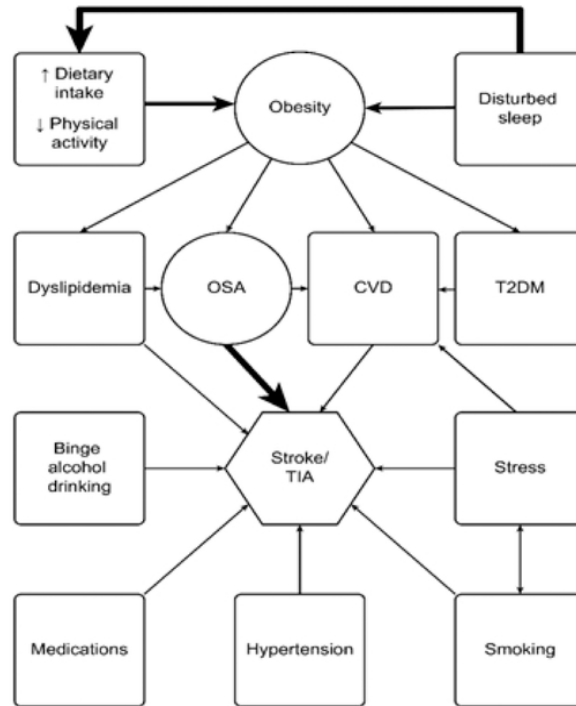 ↑ Dietary
intake
↓ Physical
activity
Obesity
Disturbed
sleep
Dyslipidemia
OSA
CVD
T2DM
Binge
alcohol
drinking
Stroke/
TIA
Stress
Medications
Hypertension
Smoking